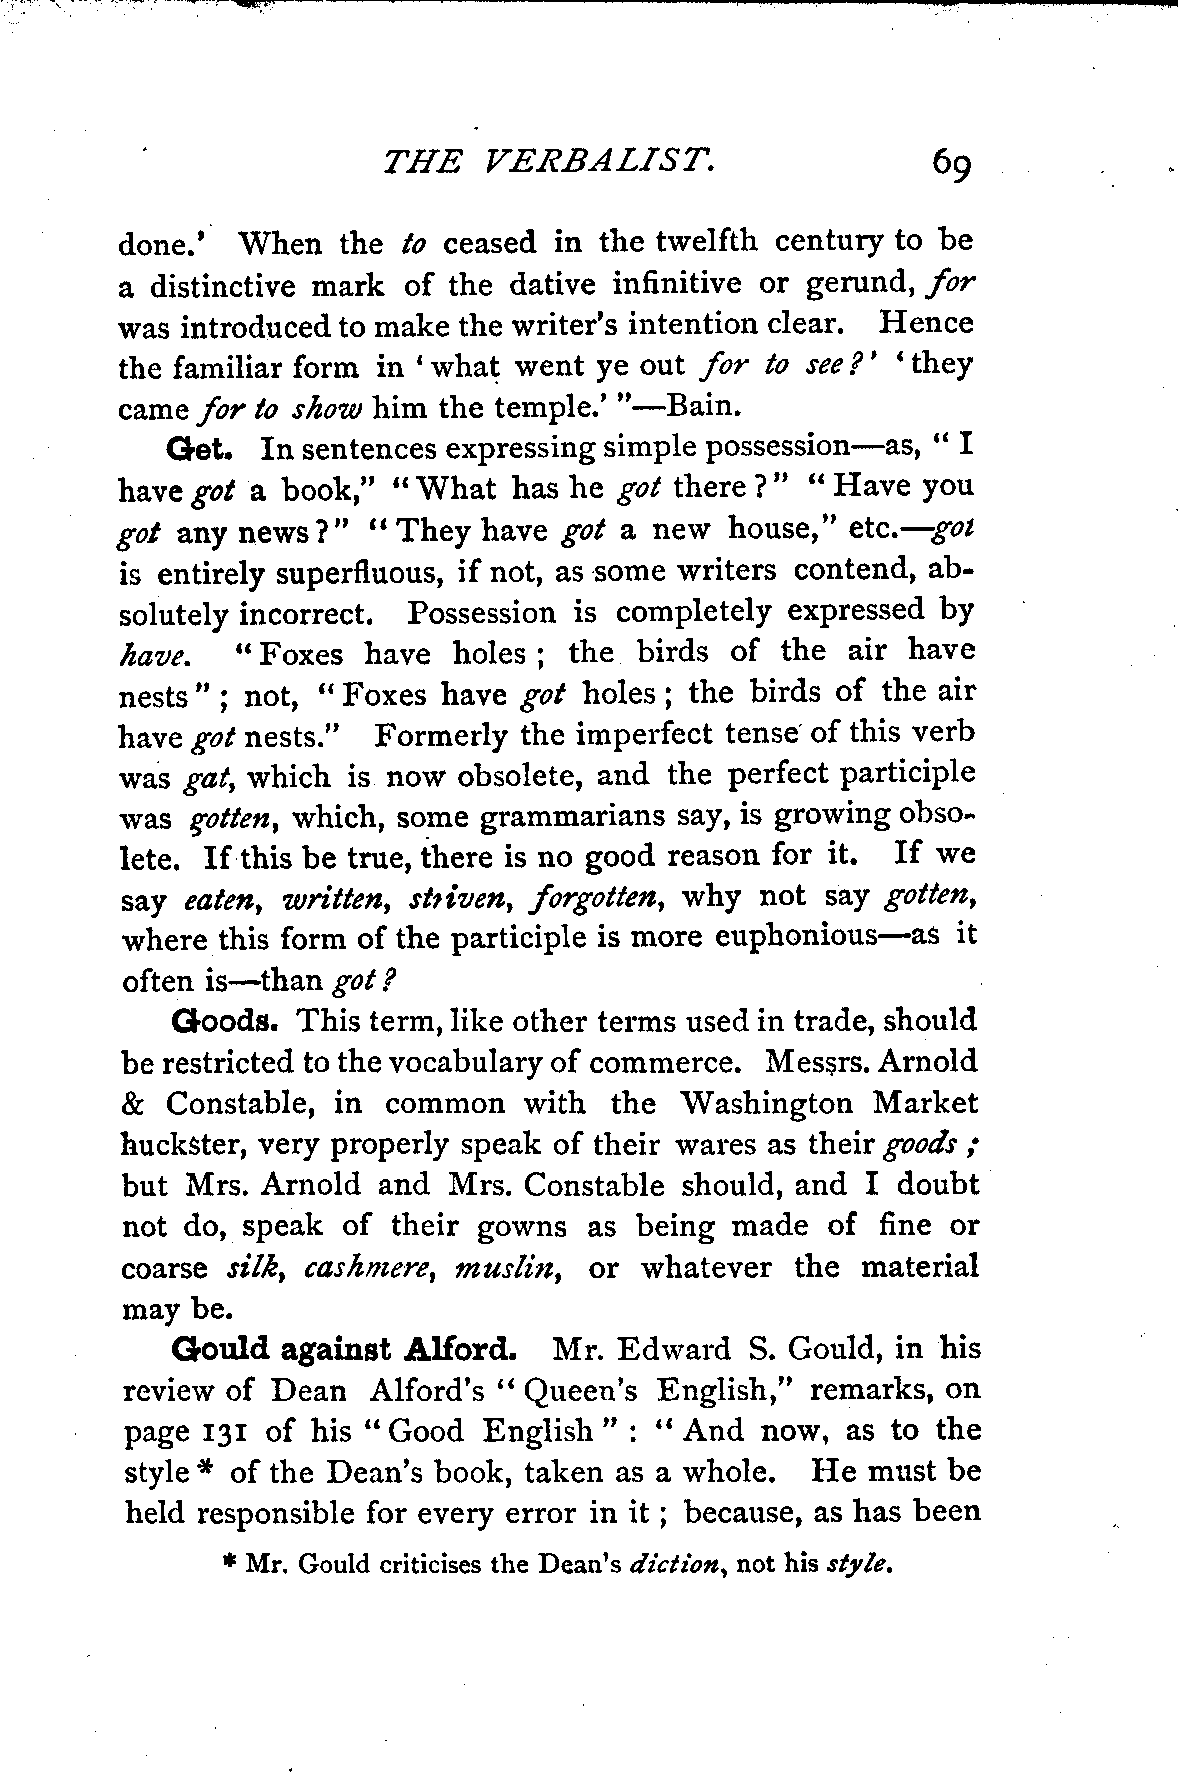 THE VERBALIST. 69
done.' When the to ceased in the twelfth century to be
a distinctive mark of the dative infinitive or gerund, for
was introduced to make the writer's intention clear. Hence
the familiar form in ‘what went ye out for to see?’ ‘they
came for to show him the temple.’ ”—Bain.
Get. In sentences expressing simple possession—as, “ I
have got a book,” “What has he got there?” “Have you
got any news?” “They have got a new house,” etc.—got
is entirely superfluous, if not, as some writers contend, ab-
solutely incorrect. Possession is completely expressed by
have. “Foxes have holes; the birds of the air have
nests”; not, “Foxes have got holes; the birds of the air
have got nests.” Formerly the imperfect tense of this verb
was gat, which is now obsolete, and the perfect participle
was gotten, which, some grammarians say, is growing obso-
lete. If this be true, there is no good reason for it. If we
say eaten, written, striven, forgotten, why not say gotten,
where this form of the participle is more euphonious—as it
often is—than got?
Goods. This term, like other terms used in trade, should
be restricted to the vocabulary of commerce. Messrs. Arnold
& Constable, in common with the Washington Market
huckster, very properly speak of their wares as their goods;
but Mrs. Arnold and Mrs. Constable should, and I doubt
not do, speak of their gowns as being made of fine or
coarse silk, cashmere, muslin, or whatever the material
may be.
Gould against Alford. Mr. Edward S. Gould, in his
review of Dean Alford's “Queen's English,” remarks, on
page 131 of his “Good English”: “And now, as to the
style * of the Dean's book, taken as a whole. He must be
held responsible for every error in it; because, as has been
* Mr. Gould criticises the Dean's diction, not his style.